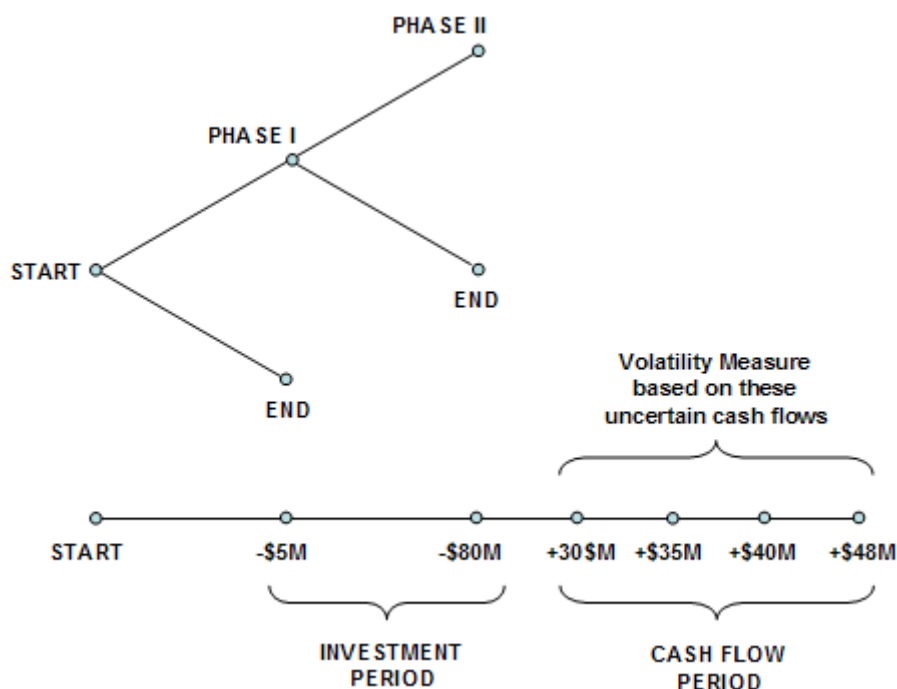 PHASE II
PHASE I
START
END
END
Volatility Measure
based on these
uncertain cash flows
START
-$5M
-$80M
+30$M
+$35M
+$40M
+$48M
INVESTMENT
PERIOD
CASH FLOW
PERIOD